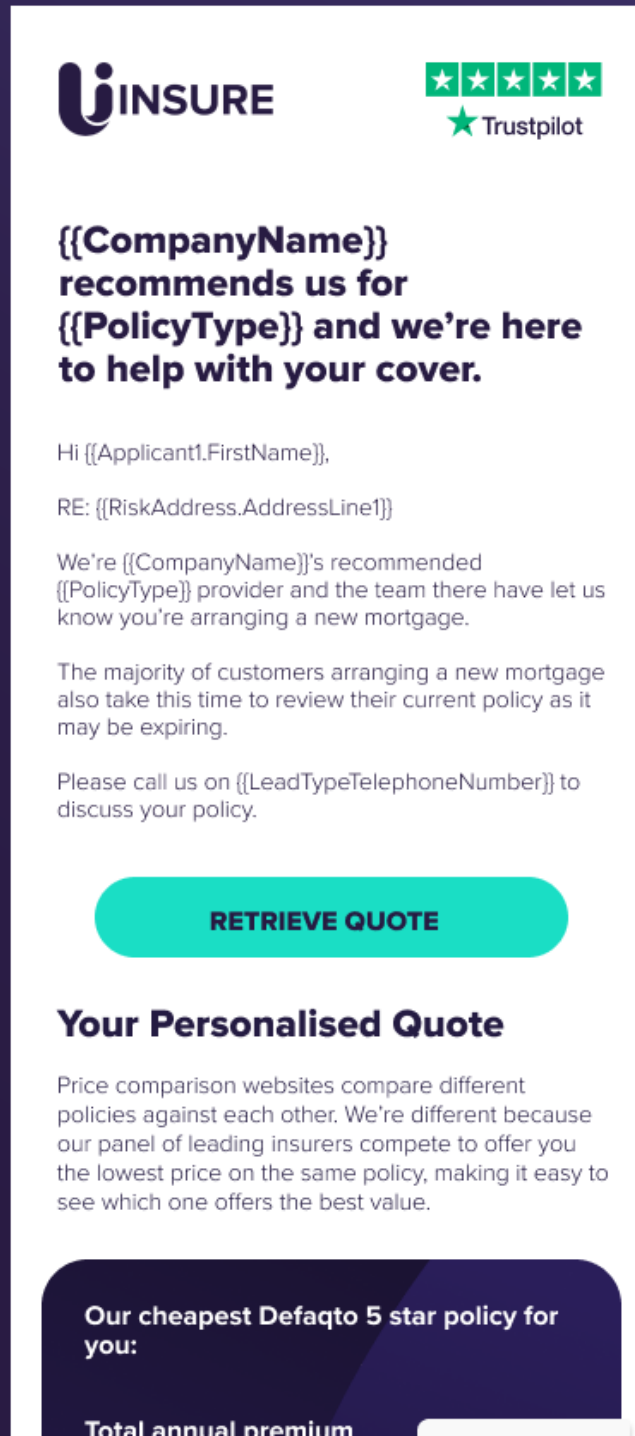 Uinsure
Trustpilot
{{CompanyName}}
recommends us for
{{PolicyType}} and we're here
to help with your cover.
Hi {{Applicant1.FirstName}},
RE: {{RiskAddress.AddressLine1}}
We're {{CompanyName}}'s recommended
{{PolicyType}} provider and the team there have let us
know you're arranging a new mortgage.
The majority of customers arranging a new mortgage
also take this time to review their current policy as it
may be expiring.
Please call us on {{LeadTypeTelephoneNumber}} to
discuss your policy.
RETRIEVE QUOTE
Your Personalised Quote
Price comparison websites compare different
policies against each other. We're different because
our panel of leading insurers compete to offer you
the lowest price on the same policy, making it easy to
see which one offers the best value.
Our cheapest Defaqto 5 star policy for
you:
Total annual premium